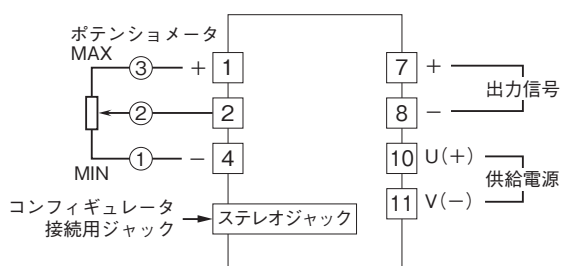 ポテンショメータ
MAX
③ + 1
② 2
① − 4
MIN
コンフィギュレータ
接続用ジャック
ステレオジャック
7 +
8 −
出力信号
10 U(+)
11 V(−)
供給電源